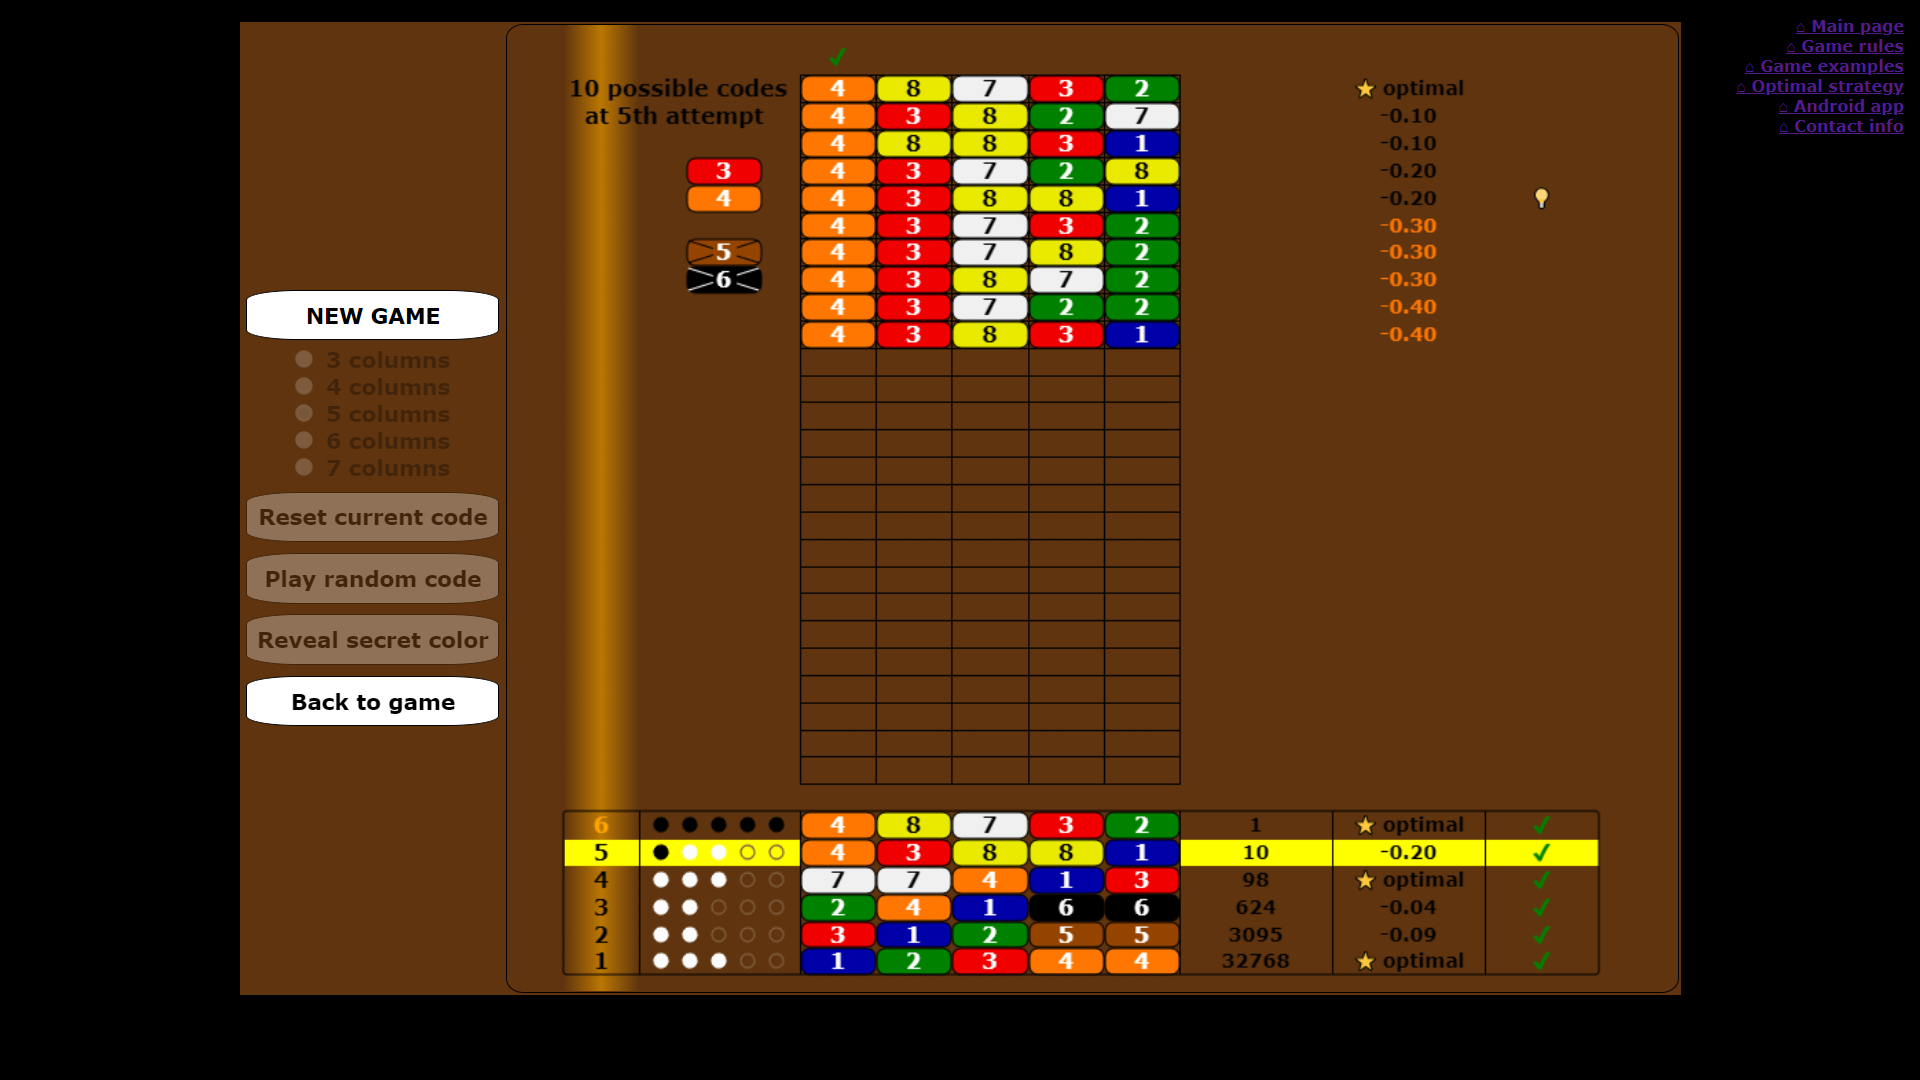 ⌂ Main page
⌂ Game rules
⌂ Game examples
⌂ Optimal strategy
⌂ Android app
⌂ Contact info
NEW GAME
3 columns
4 columns
5 columns
6 columns
7 columns
Reset current code
Play random code
Reveal secret color
Back to game
10 possible codes
at 5th attempt
3
4
5
6
4 8 7 3 2 optimal
4 3 8 2 7 -0.10
4 8 8 3 1 -0.10
4 3 7 2 8 -0.20
4 3 8 8 1 -0.20
4 3 7 3 2 -0.30
4 3 7 8 2 -0.30
4 3 8 7 2 -0.30
4 3 7 2 2 -0.40
4 3 8 3 1 -0.40
6 4 8 7 3 2 1 optimal
5 4 3 8 8 1 10 -0.20
4 7 7 4 1 3 98 optimal
3 2 4 1 6 6 624 -0.04
2 3 1 2 5 5 3095 -0.09
1 1 2 3 4 4 32768 optimal